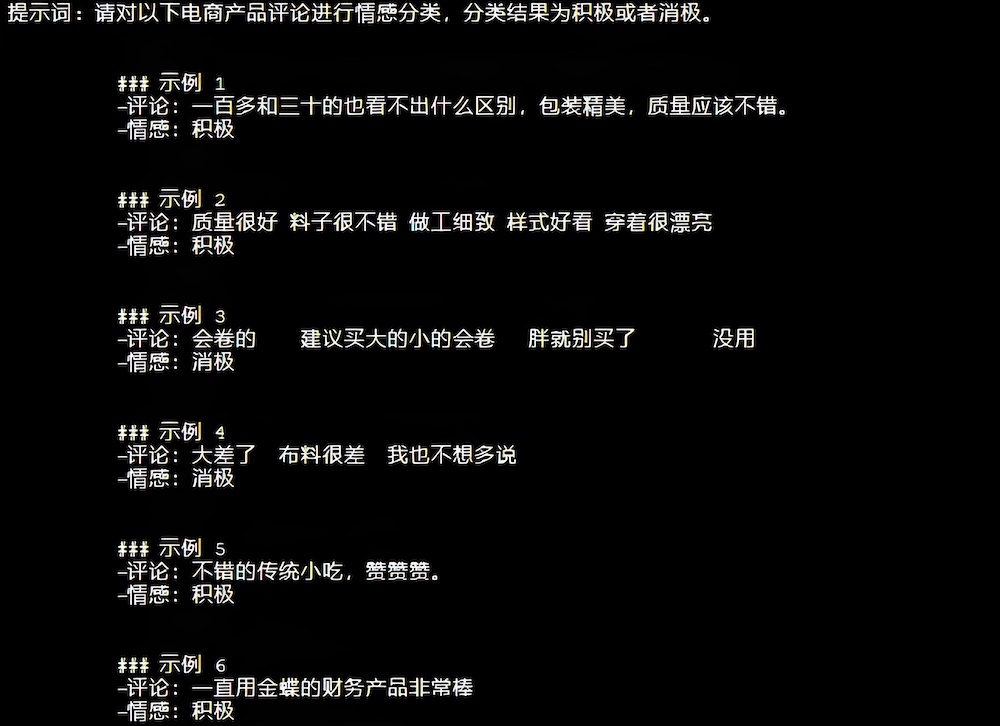 提示词：请对以下电商产品评论进行情感分类，分类结果为积极或者消极。
### 示例 1
-评论：一百多和三十的也看不出什么区别，包装精美，质量应该不错。
-情感：积极
### 示例 2
-评论：质量很好 料子很不错 做工细致 样式好看 穿着很漂亮
-情感：积极
### 示例 3
-评论：会卷的 建议买大的小的会卷 胖就别买了 没用
-情感：消极
### 示例 4
-评论：大差了 布料很差 我也不想多说
-情感：消极
### 示例 5
-评论：不错的传统小吃，赞赞赞。
-情感：积极
### 示例 6
-评论：一直用金蝶的财务产品非常棒
-情感：积极